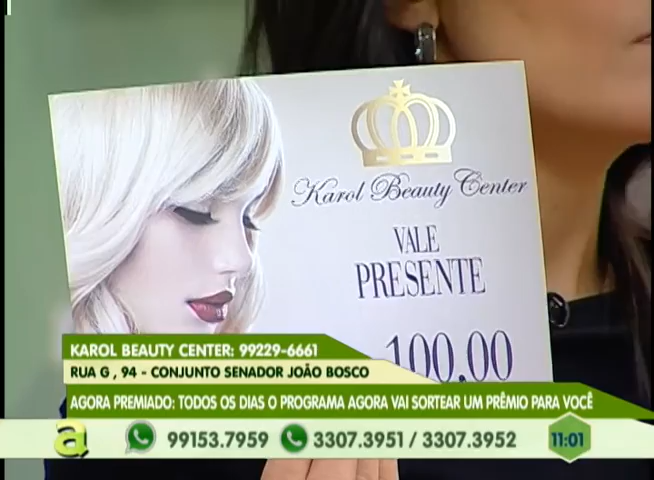 Karol Beauty Center
VALE
PRESENTE
100,00
KAROL BEAUTY CENTER: 99229-6661
RUA G , 94 - CONJUNTO SENADOR JOÃO BOSCO
AGORA PREMIADO: TODOS OS DIAS O PROGRAMA AGORA VAI SORTEAR UM PRÊMIO PARA VOCÊ
a 99153.7959 3307.3951 / 3307.3952 11:01